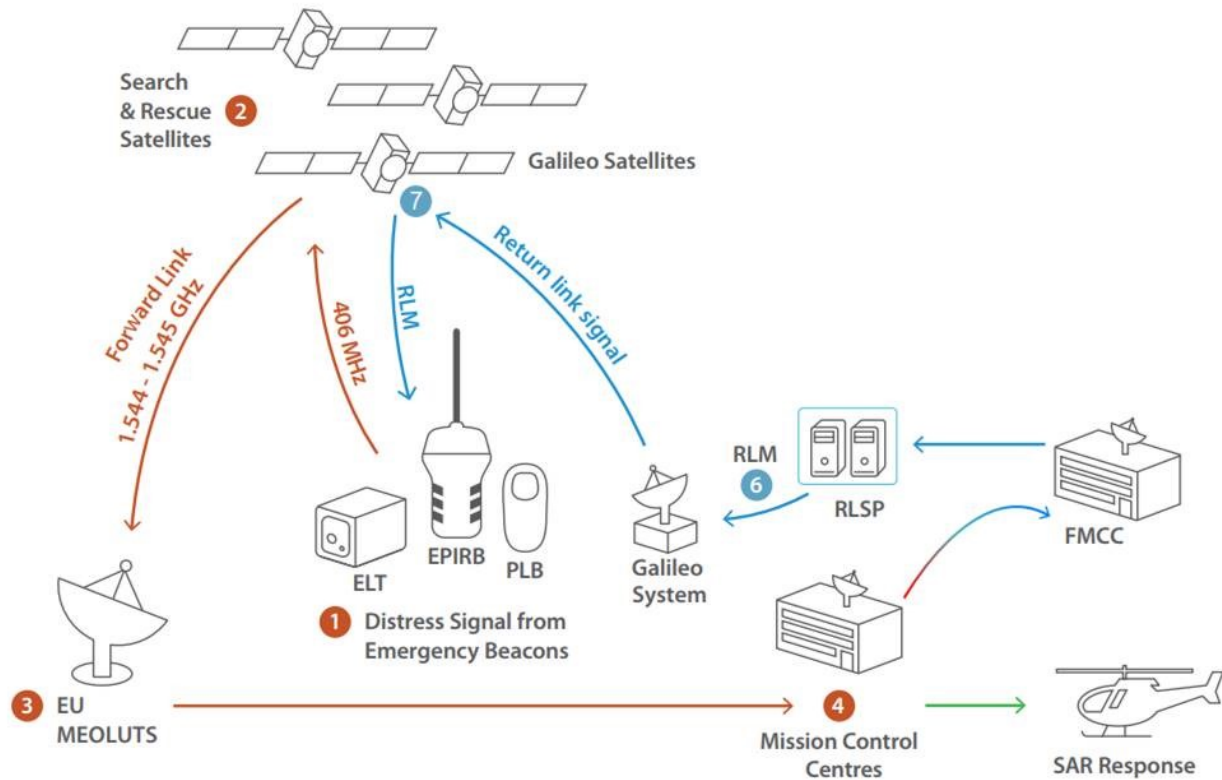 Search
& Rescue
Satellites
2
Galileo Satellites
7
Forward Link
1.544 - 1.545 GHz
406 MHz
RLM
Return link signal
RLM
6
RLSP
FMCC
ELT
EPIRB
PLB
Galileo
System
1
Distress Signal from
Emergency Beacons
3
EU
MEOLUTS
4
Mission Control
Centres
SAR Response